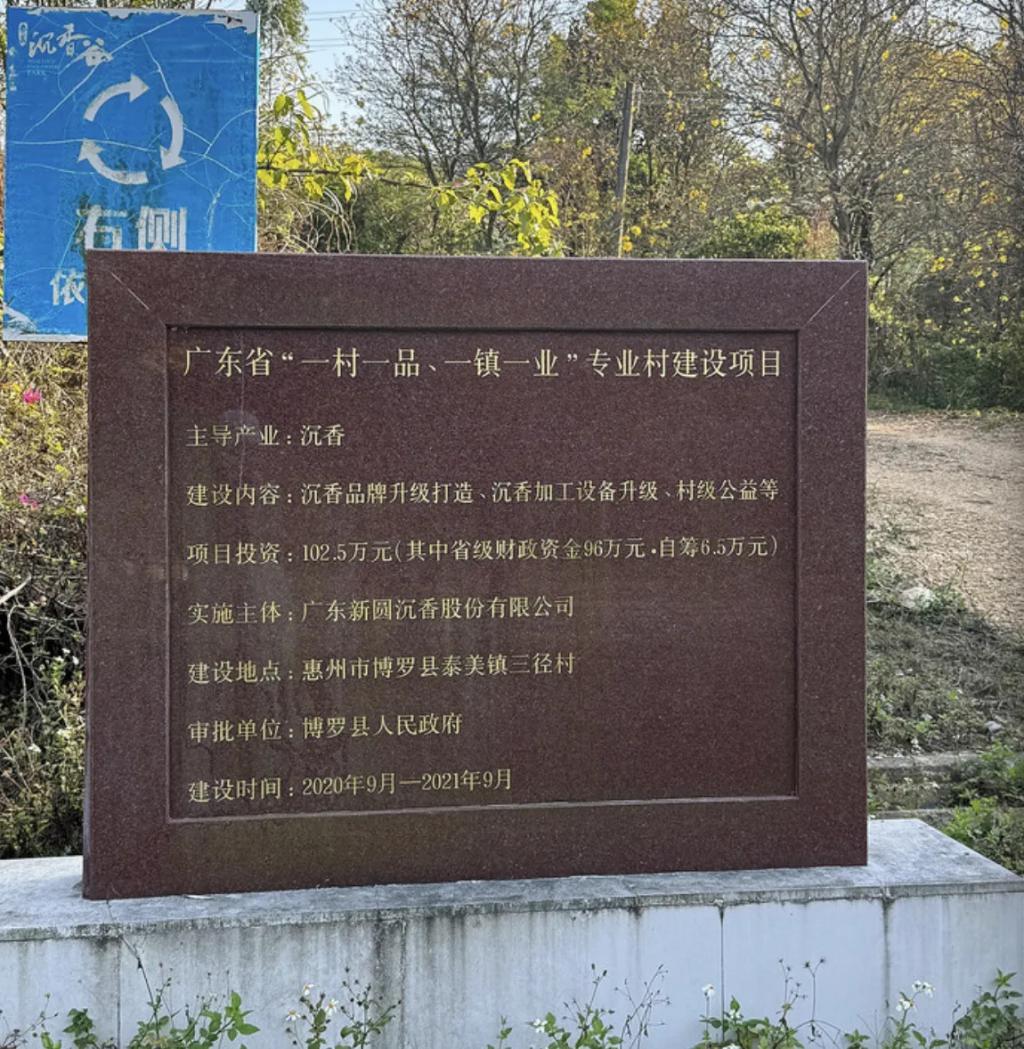 沉香谷
PARK
右侧
依
广东省“一村一品、一镇一业”专业村建设项目
主导产业：沉香
建设内容：沉香品牌升级打造、沉香加工设备升级、村级公益等
项目投资：102.5万元(其中省级财政资金96万元·自筹6.5万元)
实施主体：广东新圆沉香股份有限公司
建设地点：惠州市博罗县泰美镇三径村
审批单位：博罗县人民政府
建设时间：2020年9月—2021年9月